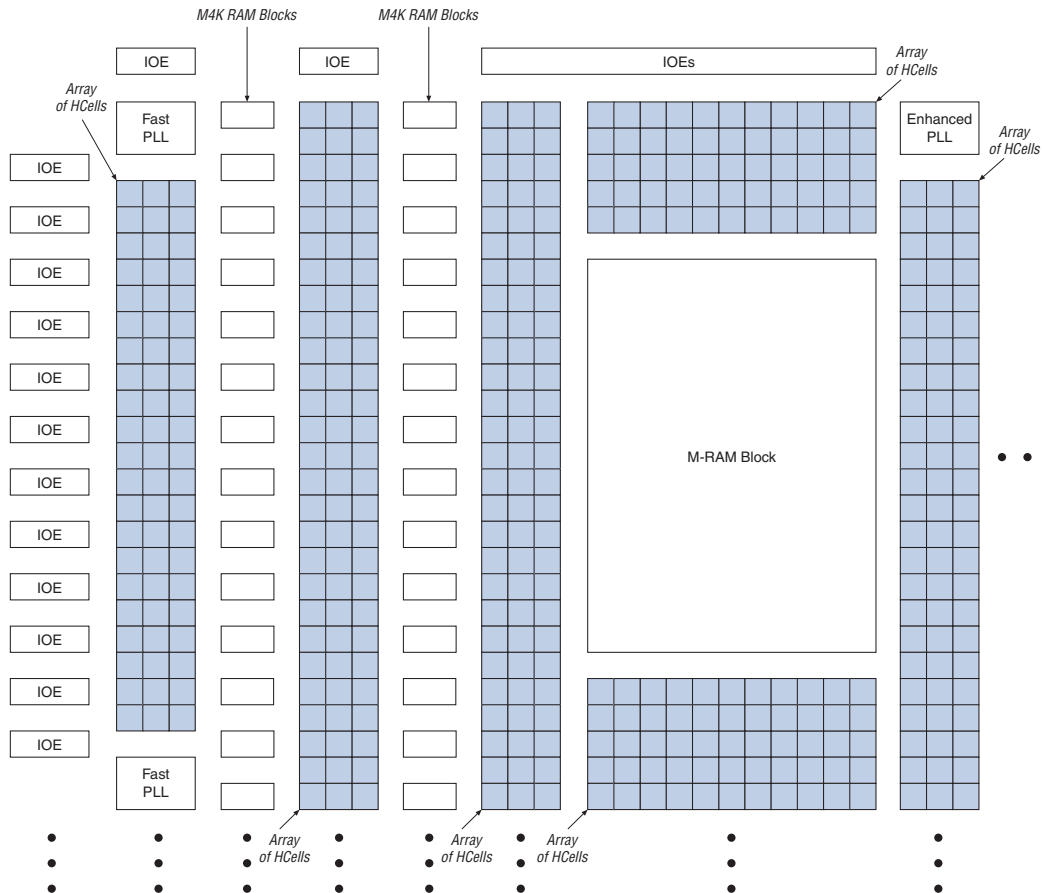 M4K RAM Blocks
M4K RAM Blocks
IOE
IOE
IOEs
Array
of HCells
Array
of HCells
Fast
PLL
Enhanced
PLL
Array
of HCells
IOE
IOE
IOE
IOE
IOE
IOE
M-RAM Block
IOE
IOE
IOE
IOE
IOE
IOE
Fast
PLL
Array
of HCells
Array
of HCells
Array
of HCells